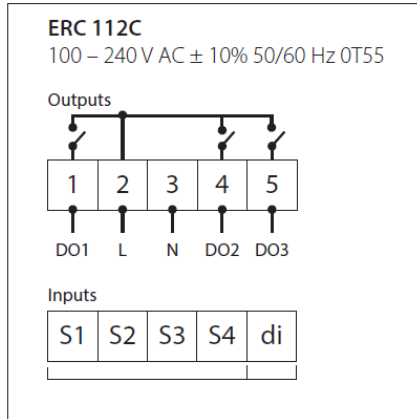 ERC 112C
100 – 240 V AC ± 10% 50/60 Hz 0T55
Outputs
1 2 3 4 5
DO1 L N DO2 DO3
Inputs
S1 S2 S3 S4 di